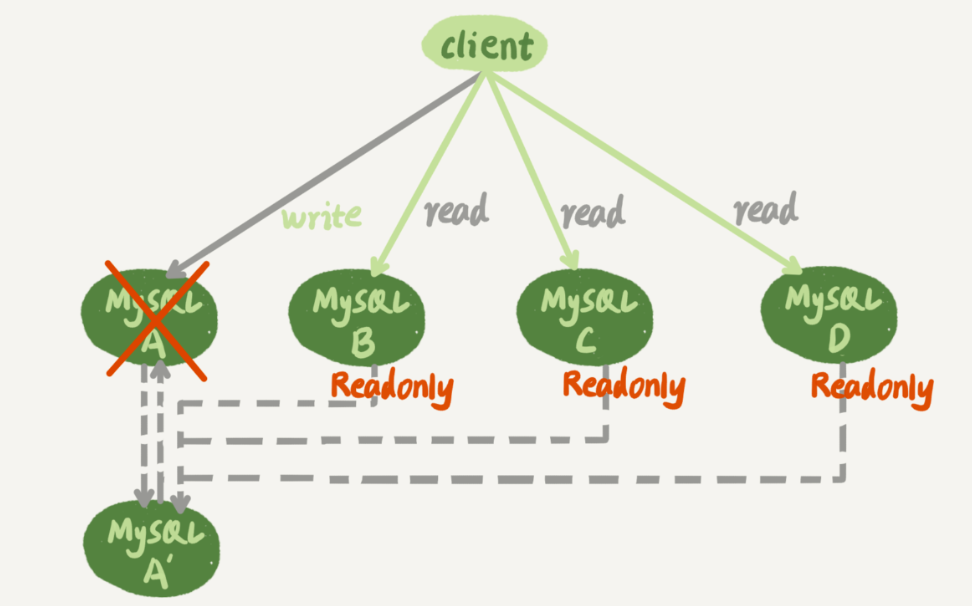 client
write
read
read
read
MySQL
A
MySQL
B
MySQL
C
MySQL
D
Readonly
Readonly
Readonly
MySQL
A'